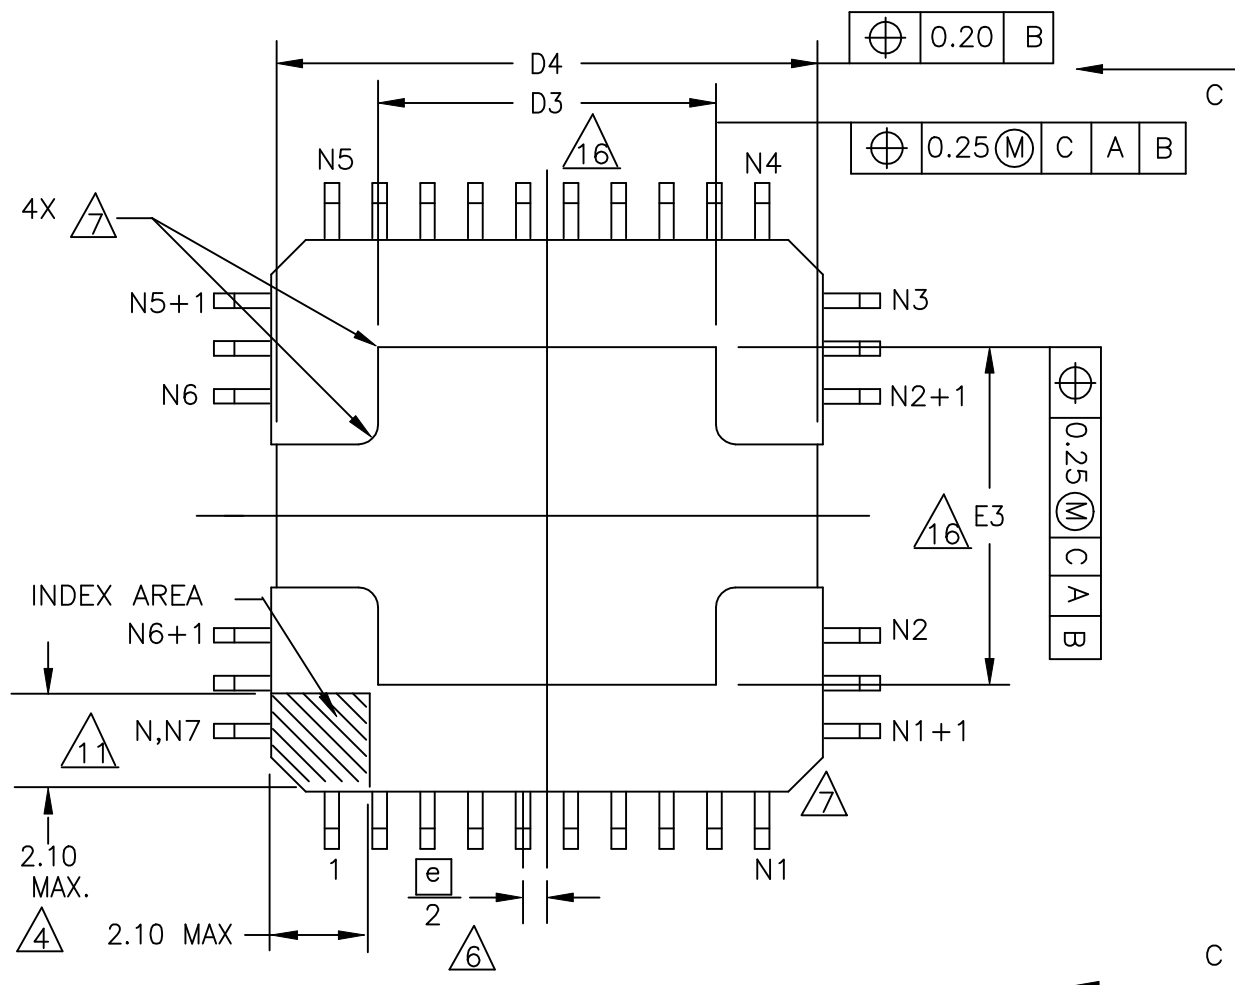 D4
0.20 B
C
D3
0.25 M C A B
16
N5
N4
4X 7
N5+1
N3
N6
N2+1
0.25 M C A B
16 E3
INDEX AREA
N6+1
N2
11
N,N7
N1+1
7
2.10
MAX.
4
1
e
2
N1
2.10 MAX
6
C